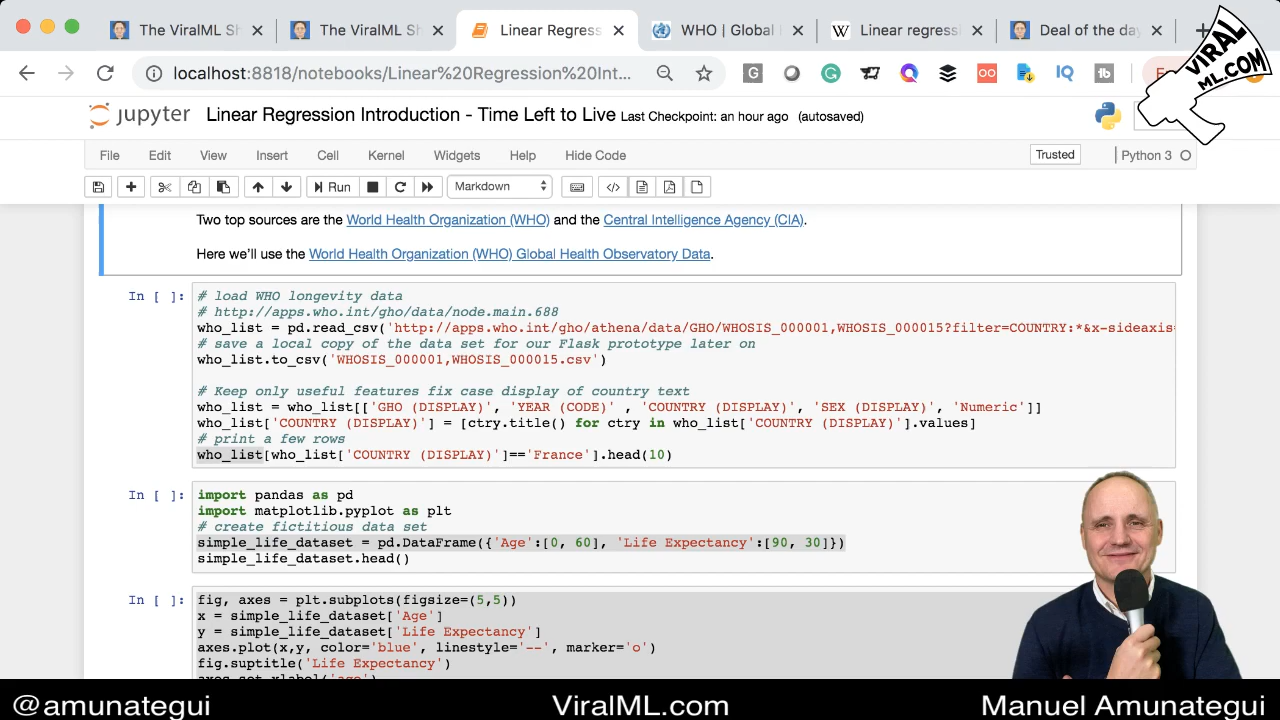 The ViralML Sh
The ViralML Sh
Linear Regress
WHO | Global
Linear regressi
Deal of the day
localhost:8818/notebooks/Linear%20Regression%20Int...
VIRAL
ML.COM
jupyter Linear Regression Introduction - Time Left to Live Last Checkpoint: an hour ago (autosaved)
File Edit View Insert Cell Kernel Widgets Help Hide Code Trusted Python 3
Run Markdown
Two top sources are the World Health Organization (WHO) and the Central Intelligence Agency (CIA).
Here we'll use the World Health Organization (WHO) Global Health Observatory Data.
In [ ]: # load WHO longevity data
# http://apps.who.int/gho/data/node.main.688
who_list = pd.read_csv('http://apps.who.int/gho/athena/data/GHO/WHOSIS_000001,WHOSIS_000015?filter=COUNTRY:*&x-sideaxis=
# save a local copy of the data set for our Flask prototype later on
who_list.to_csv('WHOSIS_000001,WHOSIS_000015.csv')
# Keep only useful features fix case display of country text
who_list = who_list[['GHO (DISPLAY)', 'YEAR (CODE)' , 'COUNTRY (DISPLAY)', 'SEX (DISPLAY)', 'Numeric']]
who_list['COUNTRY (DISPLAY)'] = [ctry.title() for ctry in who_list['COUNTRY (DISPLAY)'].values]
# print a few rows
who_list[who_list['COUNTRY (DISPLAY)']=='France'].head(10)
In [ ]: import pandas as pd
import matplotlib.pyplot as plt
# create fictitious data set
simple_life_dataset = pd.DataFrame({'Age':[0, 60], 'Life Expectancy':[90, 30]})
simple_life_dataset.head()
In [ ]: fig, axes = plt.subplots(figsize=(5,5))
x = simple_life_dataset['Age']
y = simple_life_dataset['Life Expectancy']
axes.plot(x,y, color='blue', linestyle='--', marker='o')
fig.suptitle('Life Expectancy')
axes.set_xlabel('age')
@amunategui ViralML.com Manuel Amunategui